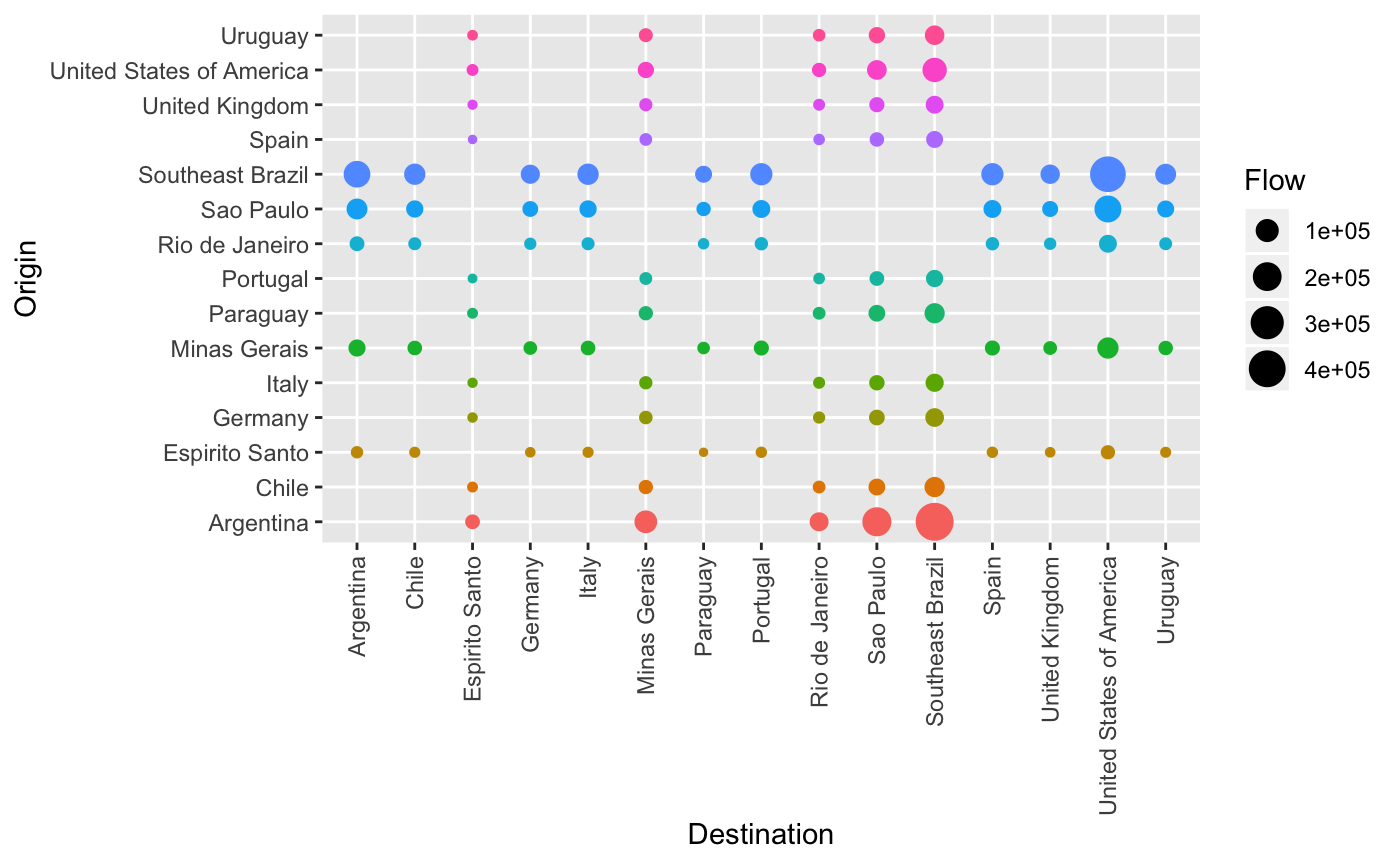 Uruguay
United States of America
United Kingdom
Spain
Southeast Brazil
Sao Paulo
Rio de Janeiro
Portugal
Paraguay
Minas Gerais
Italy
Germany
Espirito Santo
Chile
Argentina
Origin
Argentina
Chile
Espirito Santo
Germany
Italy
Minas Gerais
Paraguay
Portugal
Rio de Janeiro
Sao Paulo
Southeast Brazil
Spain
United Kingdom
United States of America
Uruguay
Destination
Flow
1e+05
2e+05
3e+05
4e+05